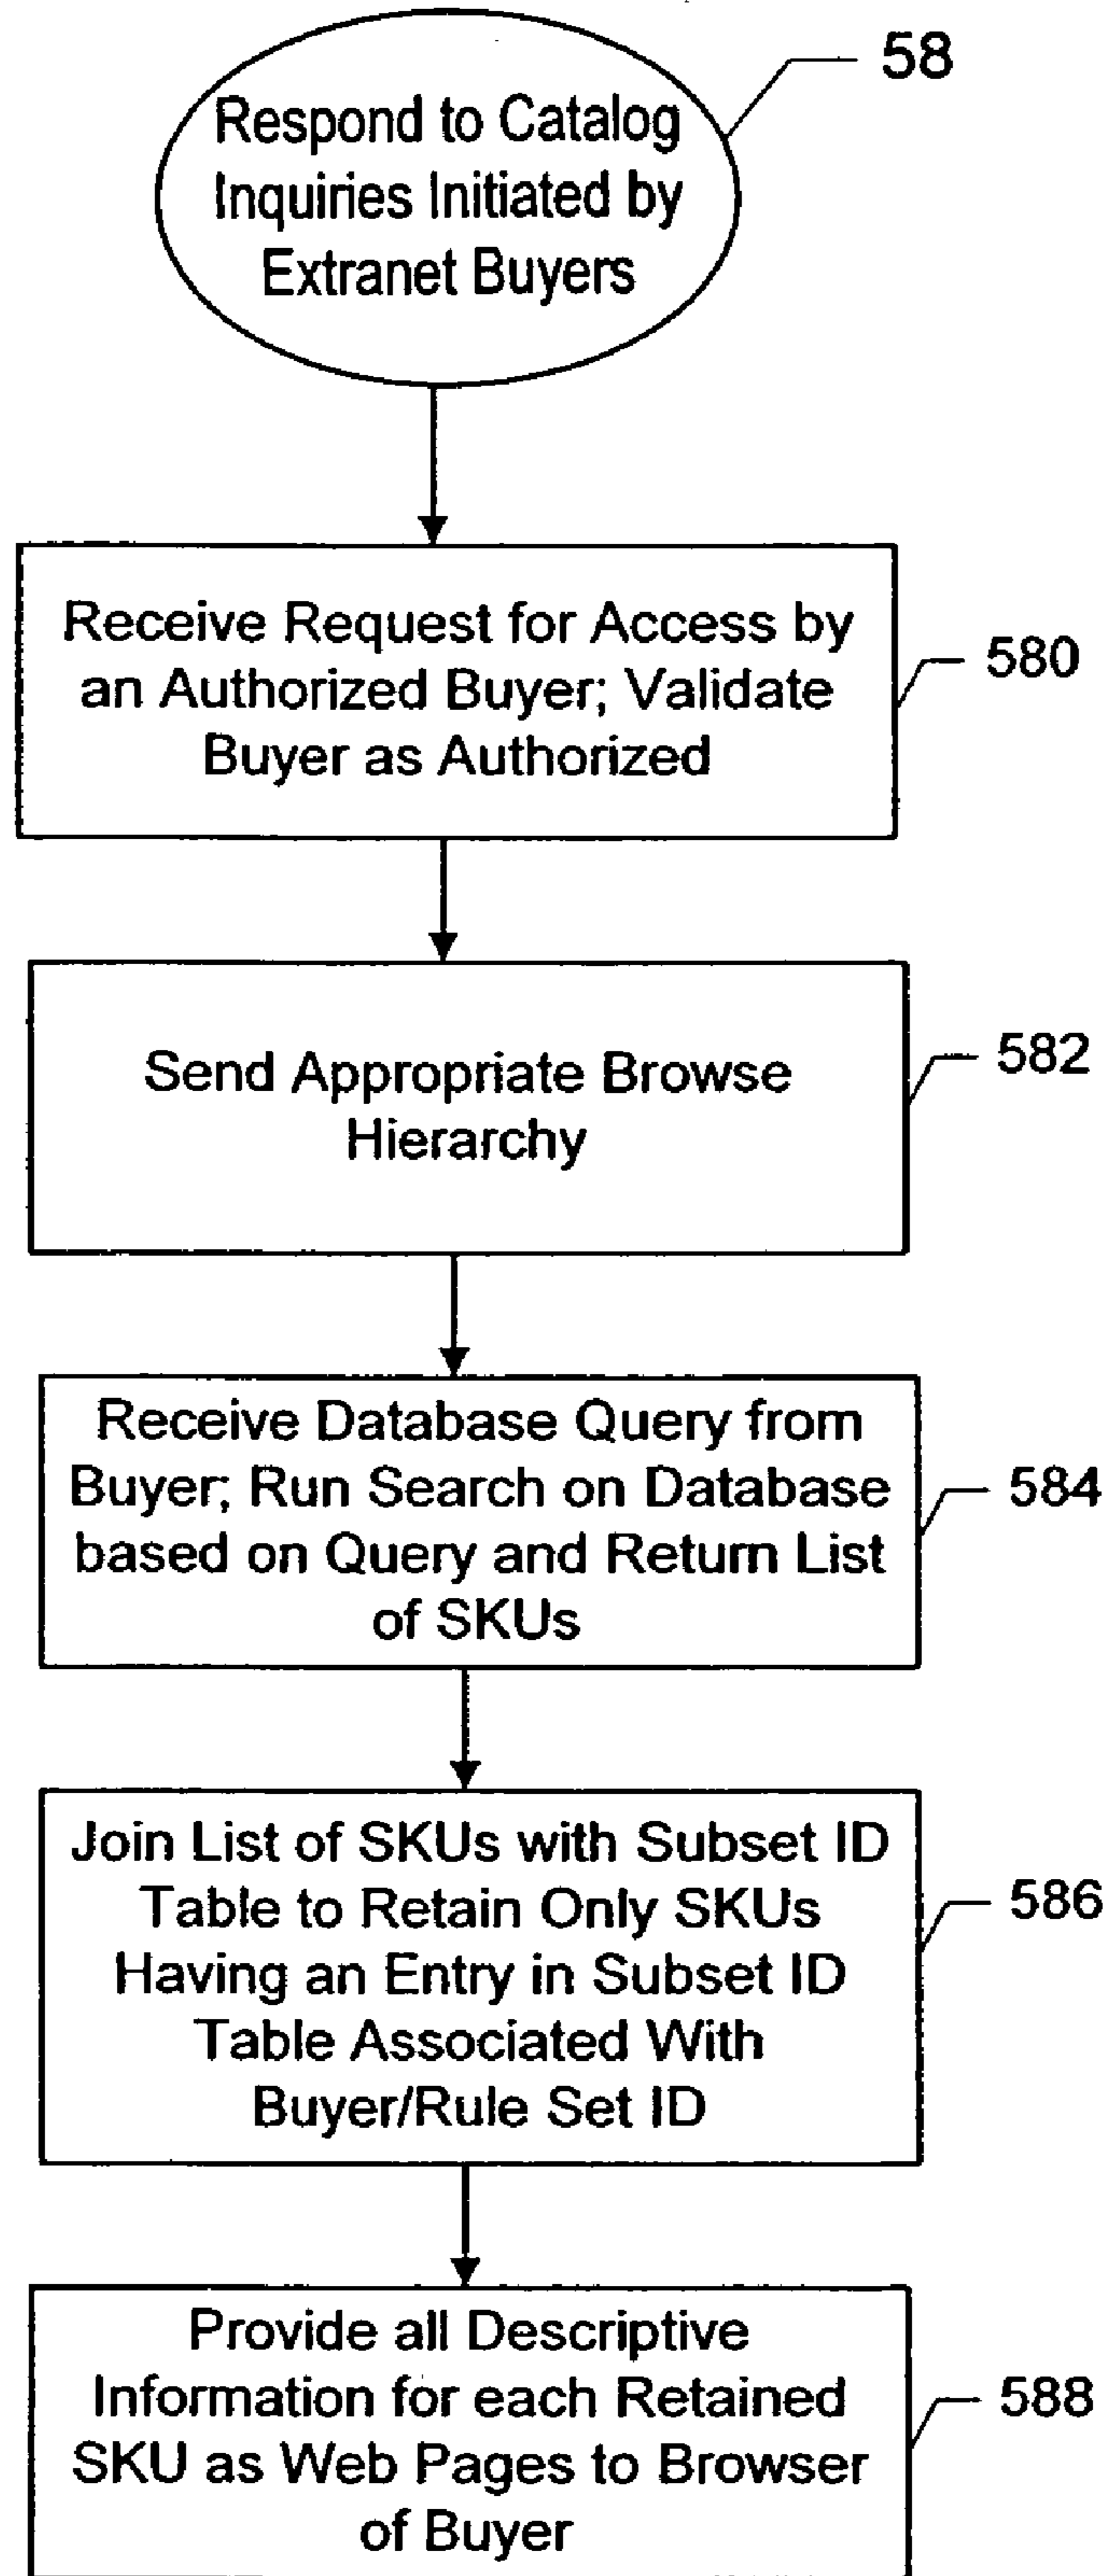 58
Respond to Catalog
Inquiries Initiated by
Extranet Buyers
Receive Request for Access by
an Authorized Buyer; Validate
Buyer as Authorized
580
Send Appropriate Browse
Hierarchy
582
Receive Database Query from
Buyer; Run Search on Database
based on Query and Return List
of SKUs
584
Join List of SKUs with Subset ID
Table to Retain Only SKUs
Having an Entry in Subset ID
Table Associated With
Buyer/Rule Set ID
586
Provide all Descriptive
Information for each Retained
SKU as Web Pages to Browser
of Buyer
588